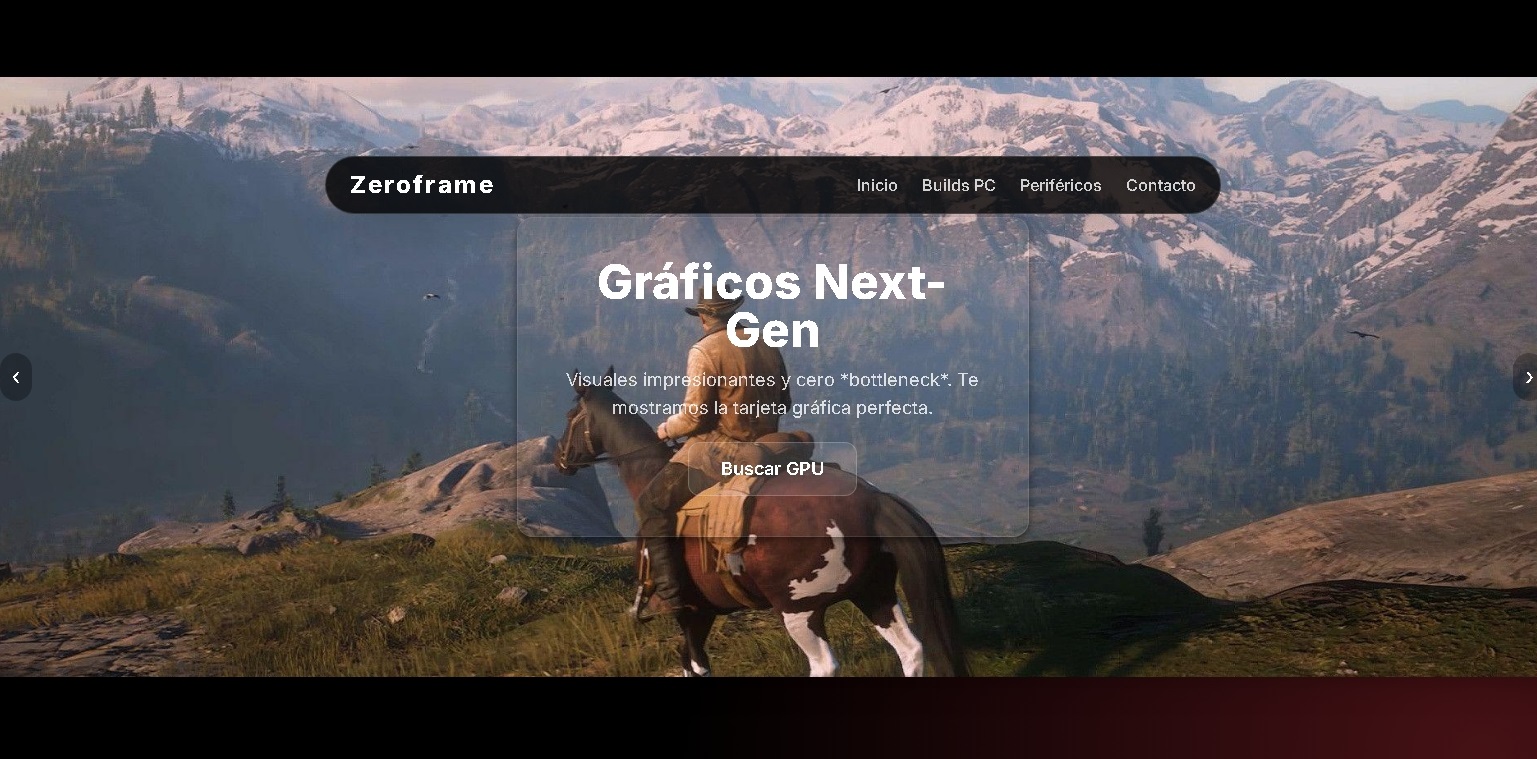 Zeroframe
Inicio Builds PC Periféricos Contacto
Gráficos Next-
Gen
Visuales impresionantes y cero *bottleneck*. Te
mostramos la tarjeta gráfica perfecta.
Buscar GPU